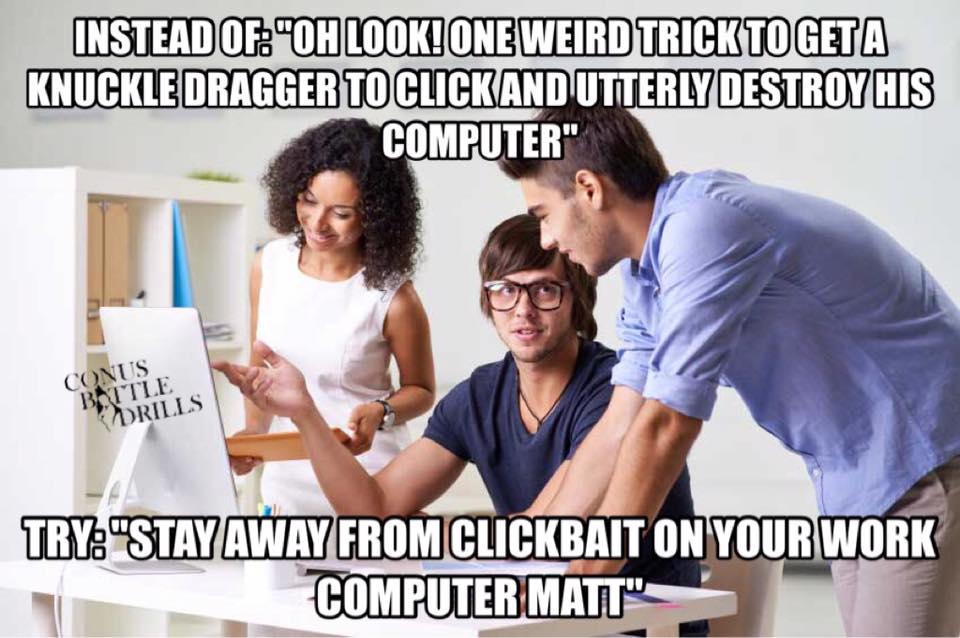 INSTEAD OF: "OH LOOK! ONE WEIRD TRICK TO GET A
KNUCKLE DRAGGER TO CLICK AND UTTERLY DESTROY HIS
COMPUTER"
CONUS
BATTLE
DRILLS
TRY: "STAY AWAY FROM CLICKBAIT ON YOUR WORK
COMPUTER MATT"